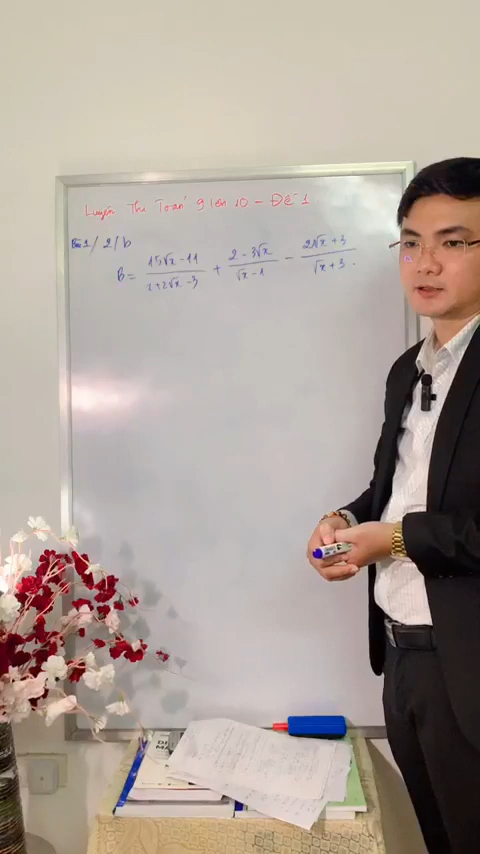 Luyện Thi Toán 9 lên 10 - Đề 1
Bài 1/ 2/ b
B = (15√x - 11)/(x + 2√x - 3) + (2 - 3√x)/(√x - 1) - (2√x + 3)/(√x + 3).